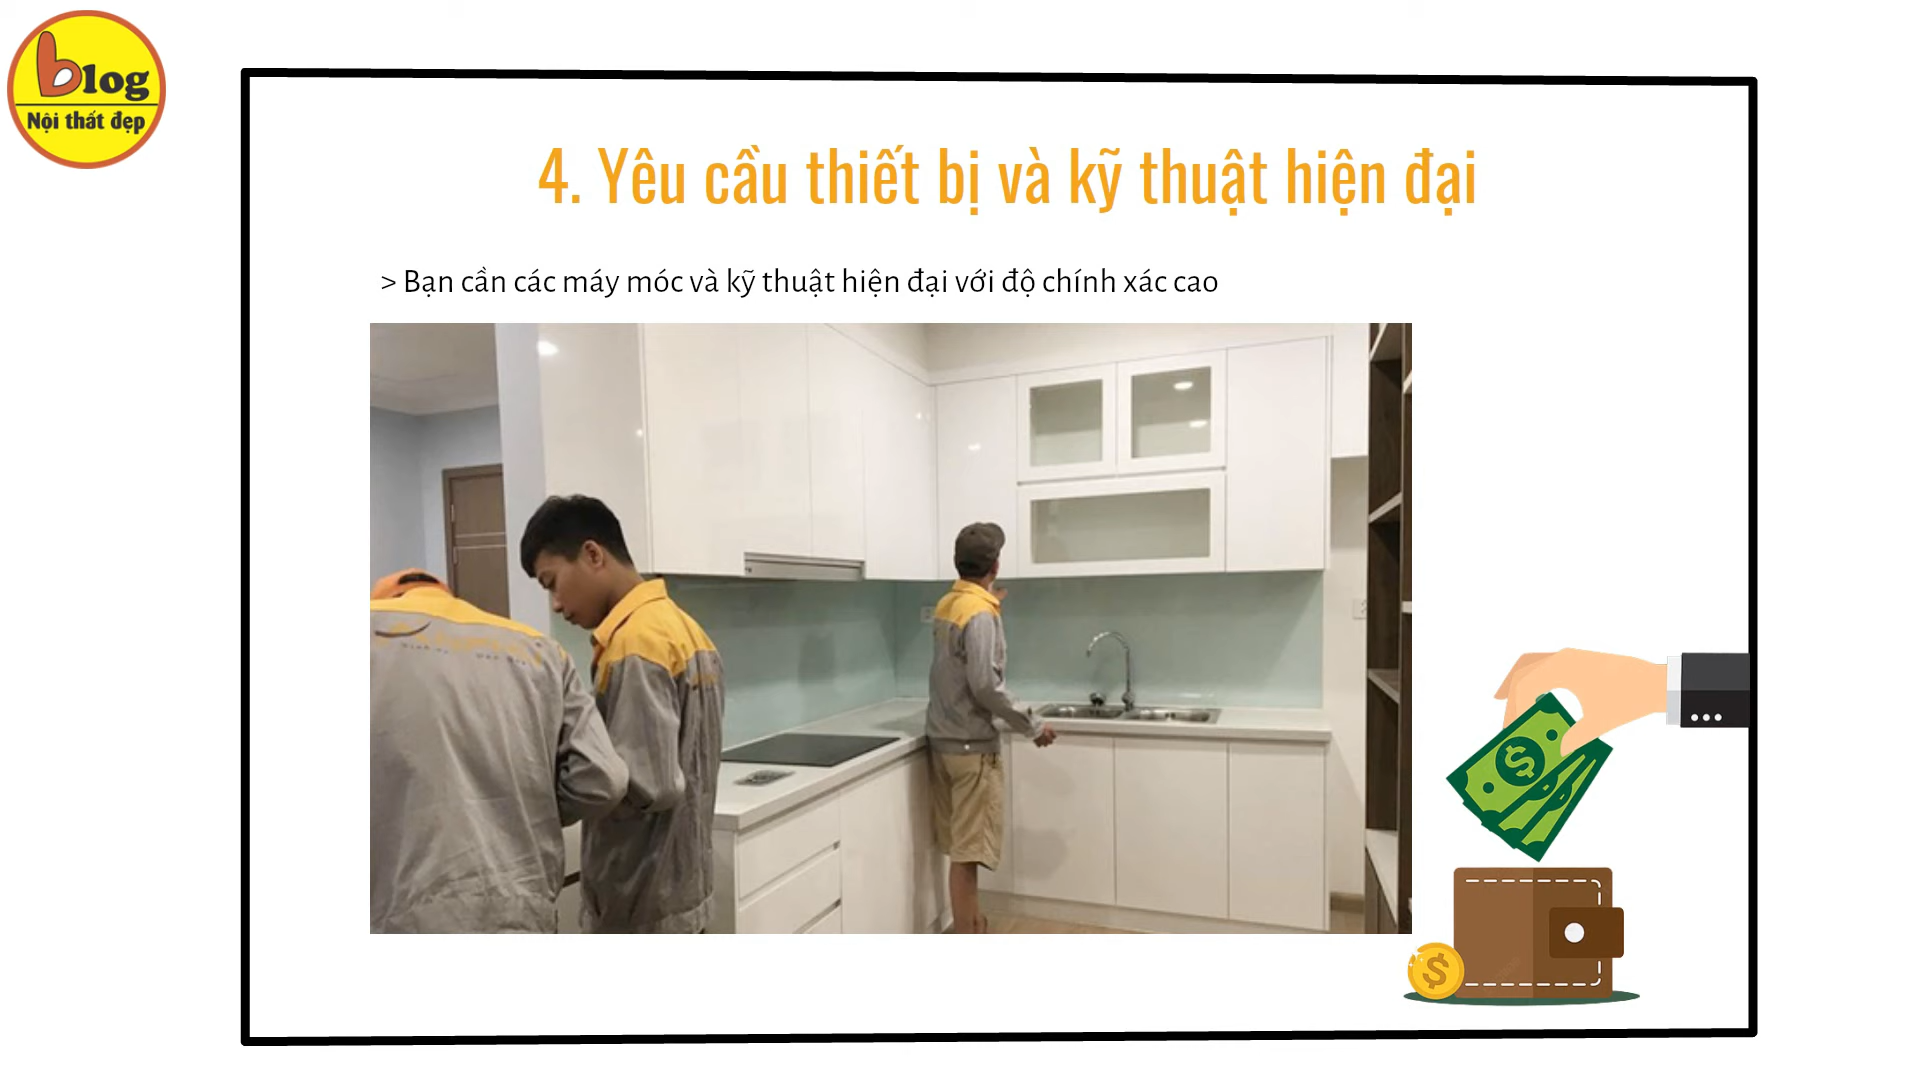 blog
Nội thất đẹp
4. Yêu cầu thiết bị và kỹ thuật hiện đại
> Bạn cần các máy móc và kỹ thuật hiện đại với độ chính xác cao